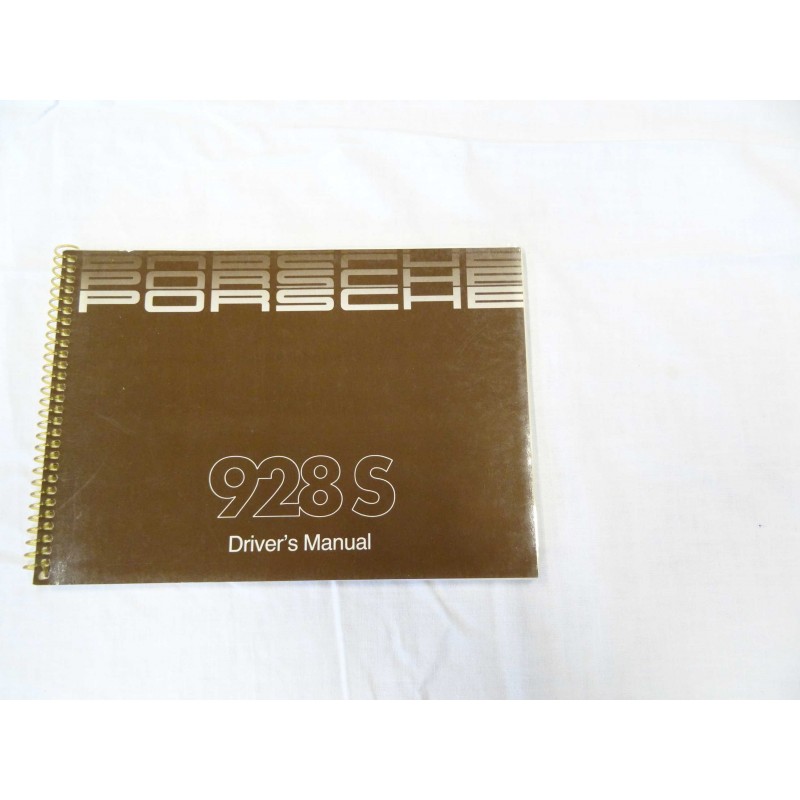 PORSCHE
PORSCHE
PORSCHE
928 S
Driver's Manual